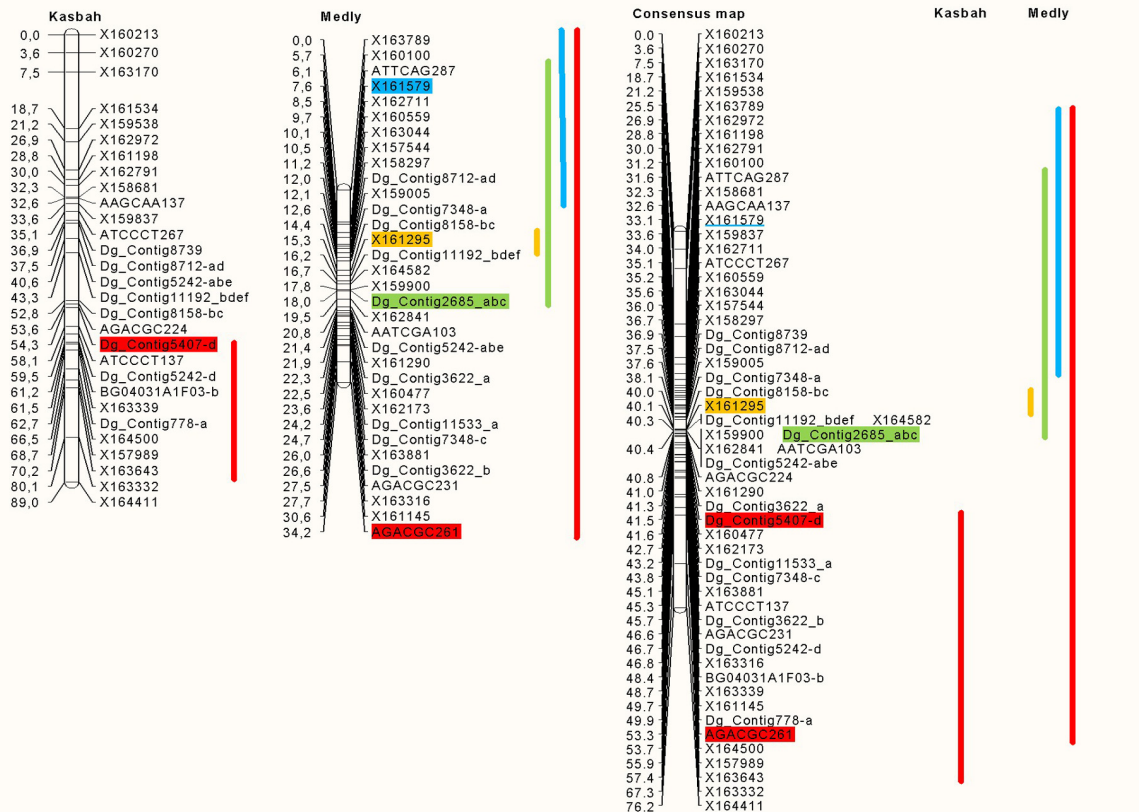 Kasbah
0,0 X160213
3,6 X160270
7,5 X163170
18,7 X161534
21,2 X159538
26,9 X162972
28,8 X161198
30,0 X162791
32,3 X158681
32,6 AAGCAA137
33,6 X159837
35,1 ATCCCT267
36,9 Dg_Contig8739
37,5 Dg_Contig8712-ad
40,6 Dg_Contig5242-abe
43,3 Dg_Contig11192_bdef
52,8 Dg_Contig8158-bc
53,6 AGACGC224
54,3 Dg_Contig5407-d
58,1 ATCCCT137
59,5 Dg_Contig5242-d
61,2 BG04031A1F03-b
61,5 X163339
62,7 Dg_Contig778-a
66,5 X164500
68,7 X157989
70,2 X163643
80,1 X163332
89,0 X164411
Medly
0,0 X163789
5,7 X160100
6,1 ATTCAG287
7,6 X161579
8,5 X162711
9,7 X160559
10,1 X163044
10,5 X157544
11,2 X158297
12,0 Dg_Contig8712-ad
12,1 X159005
12,6 Dg_Contig7348-a
14,4 Dg_Contig8158-bc
15,3 X161295
16,2 Dg_Contig11192_bdef
16,7 X164582
17,8 X159900
18,0 Dg_Contig2685_abc
19,5 X162841
20,8 AATCGA103
21,4 Dg_Contig5242-abe
21,9 X161290
22,3 Dg_Contig3622_a
22,5 X160477
23,6 X162173
24,2 Dg_Contig11533_a
24,7 Dg_Contig7348-c
26,0 X163881
26,6 Dg_Contig3622_b
27,5 AGACGC231
27,7 X163316
30,6 X161145
34,2 AGACGC261
Consensus map Kasbah Medly
0.0 X160213
3.6 X160270
7.5 X163170
18.7 X161534
21.2 X159538
25.5 X163789
26.9 X162972
28.8 X161198
30.0 X162791
31.2 X160100
31.6 ATTCAG287
32.3 X158681
32.6 AAGCAA137
33.1 X161579
33.6 X159837
34.0 X162711
35.1 ATCCCT267
35.2 X160559
35.6 X163044
36.0 X157544
36.7 X158297
36.9 Dg_Contig8739
37.5 Dg_Contig8712-ad
37.6 X159005
38.1 Dg_Contig7348-a
40.0 Dg_Contig8158-bc
40.1 X161295
40.3 Dg_Contig11192_bdef X164582
X159900 Dg_Contig2685_abc
40.4 X162841 AATCGA103
Dg_Contig5242-abe
40.8 AGACGC224
41.0 X161290
41.3 Dg_Contig3622_a
41.5 Dg_Contig5407-d
41.6 X160477
42.7 X162173
43.2 Dg_Contig11533_a
43.8 Dg_Contig7348-c
45.1 X163881
45.3 ATCCCT137
45.7 Dg_Contig3622_b
46.6 AGACGC231
46.7 Dg_Contig5242-d
46.8 X163316
48.4 BG04031A1F03-b
48.7 X163339
49.7 X161145
49.9 Dg_Contig778-a
53.3 AGACGC261
53.7 X164500
55.9 X157989
57.4 X163643
67.3 X163332
76.2 X164411